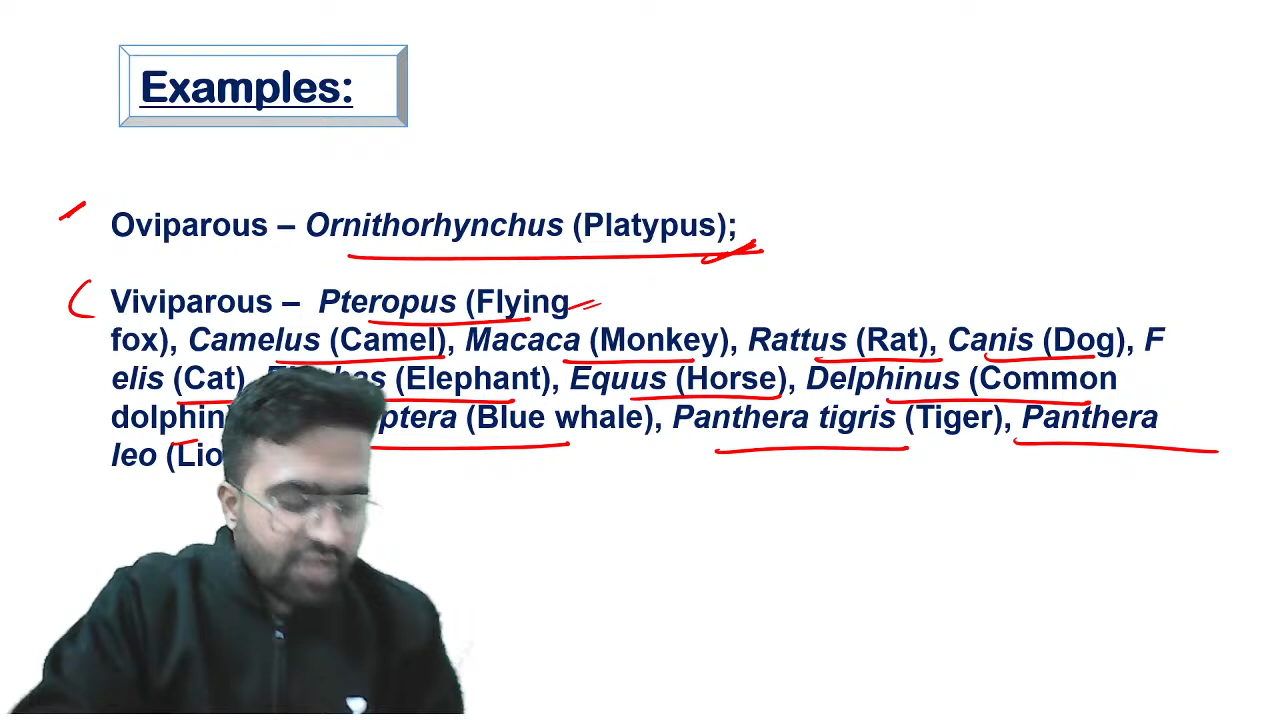 Examples:
Oviparous – Ornithorhynchus (Platypus);
Viviparous – Pteropus (Flying
fox), Camelus (Camel), Macaca (Monkey), Rattus (Rat), Canis (Dog), F
elis (Cat), (Elephant), Equus (Horse), Delphinus (Common
dolphin) (Blue whale), Panthera tigris (Tiger), Panthera
leo